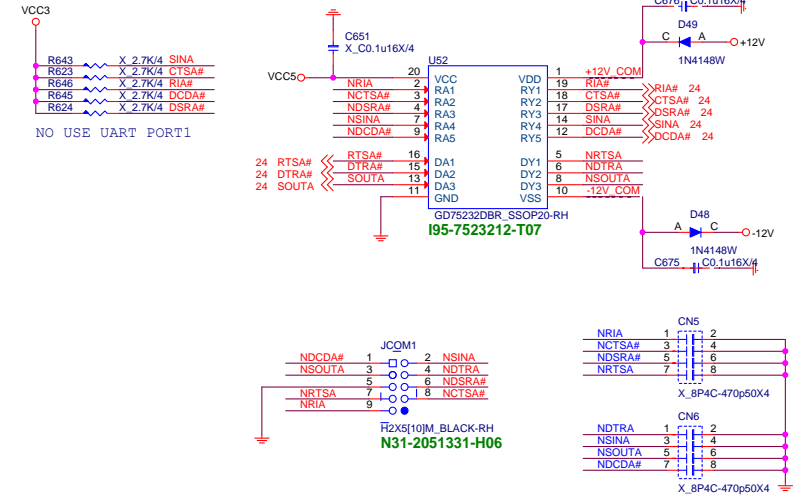 VCC3
R643 X_2.7K/4 SINA
R623 X_2.7K/4 CTSA#
R646 X_2.7K/4 RIA#
R645 X_2.7K/4 DCDA#
R624 X_2.7K/4 DSRA#
NO USE UART PORT1
C651
X_C0.1u16X/4
VCC5
U52
20 VCC VDD 1 +12V_COM
NRIA 2 RA1 RY1 19 RIA# RIA# 24
NCTSA# 3 RA2 RY2 18 CTSA# CTSA# 24
NDSRA# 4 RA3 RY3 17 DSRA# DSRA# 24
NSINA 7 RA4 RY4 14 SINA SINA 24
NDCDA# 9 RA5 RY5 12 DCDA# DCDA# 24
24 RTSA# RTSA# 16 DA1 DY1 5 NRTSA
24 DTRA# DTRA# 15 DA2 DY2 6 NDTRA
24 SOUTA SOUTA 13 DA3 DY3 8 NSOUTA
11 GND VSS 10 -12V_COM
GD75232DBR_SSOP20-RH
I95-7523212-T07
C676 C0.1u16X/4
D49
C A +12V
1N4148W
D48
A C -12V
1N4148W
C675 C0.1u16X/4
JCOM1
NDCDA# 1 2 NSINA
NSOUTA 3 4 NDTRA
5 6 NDSRA#
NRTSA 7 8 NCTSA#
NRIA 9
H2X5[10]M_BLACK-RH
N31-2051331-H06
CN5
NRIA 1 2
NCTSA# 3 4
NDSRA# 5 6
NRTSA 7 8
X_8P4C-470p50X4
CN6
NDTRA 1 2
NSINA 3 4
NSOUTA 5 6
NDCDA# 7 8
X_8P4C-470p50X4